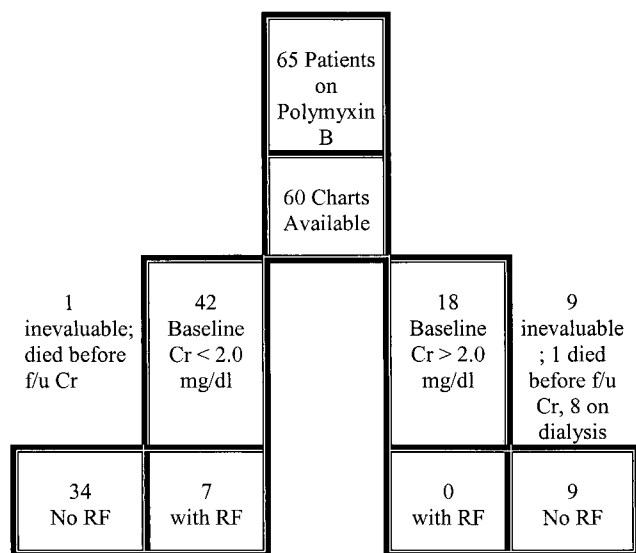 65 Patients
on
Polymyxin
B
60 Charts
Available
1
inevaluable;
died before
f/u Cr
42
Baseline
Cr < 2.0
mg/dl
18
Baseline
Cr > 2.0
mg/dl
9
inevaluable
; 1 died
before f/u
Cr, 8 on
dialysis
34
No RF
7
with RF
0
with RF
9
No RF